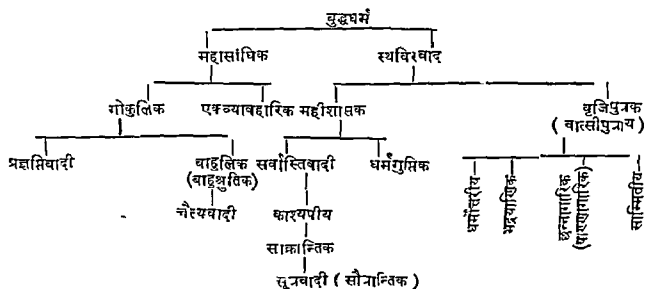 बुद्धधर्म
महासांघिक स्थविरवाद
गोकुलिक एकव्यावहारिक महीशासक वृजिपुत्रक
(वात्सीपुत्राय)
प्रज्ञप्तिवादी बाहुलिक सर्वास्तिवादी धर्मगुप्तिक
(बाहुश्रुतिक)
चैत्यवादी काश्यपीय
साक्रान्तिक
सूत्रवादी (सौत्रान्तिक)
धर्मोत्तरीय
भद्रयाणिक
छन्नागारिक
(पाण्णागारिक)
साम्मितीय